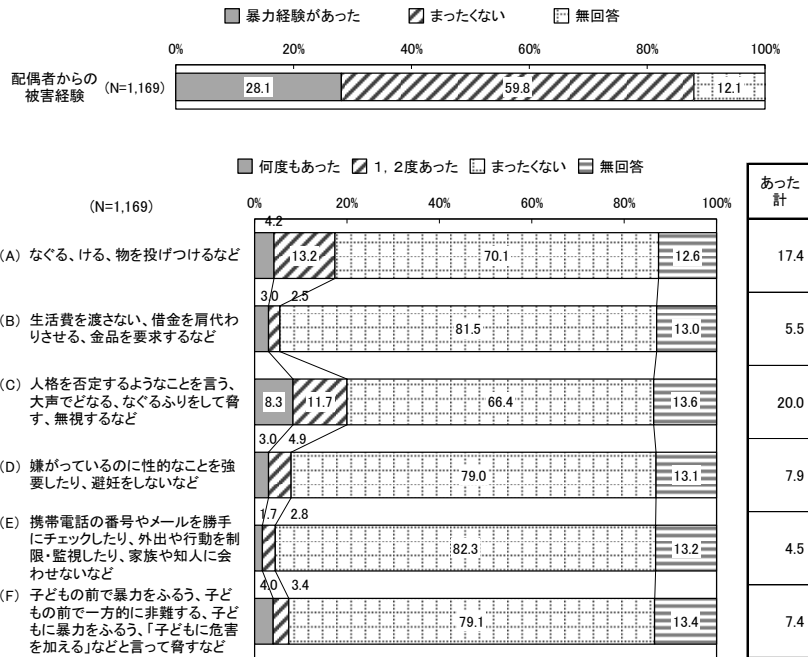 暴力経験があった まったくない 無回答
0% 20% 40% 60% 80% 100%
配偶者からの
被害経験
(N=1,169)
28.1 59.8 12.1
何度もあった 1，2度あった まったくない 無回答
あった
計
(N=1,169)
0% 20% 40% 60% 80% 100%
(A) なぐる、ける、物を投げつけるなど
4.2 13.2 70.1 12.6 17.4
(B) 生活費を渡さない、借金を肩代わ
りさせる、金品を要求するなど
3.0 2.5 81.5 13.0 5.5
(C) 人格を否定するようなことを言う、
大声でどなる、なぐるふりをして脅
す、無視するなど
8.3 11.7 66.4 13.6 20.0
(D) 嫌がっているのに性的なことを強
要したり、避妊をしないなど
3.0 4.9 79.0 13.1 7.9
(E) 携帯電話の番号やメールを勝手
にチェックしたり、外出や行動を制
限・監視したり、家族や知人に会
わせないなど
1.7 2.8 82.3 13.2 4.5
(F) 子どもの前で暴力をふるう、子ど
もの前で一方的に非難する、子ど
もに暴力をふるう、「子どもに危害
を加える」などと言って脅すなど
4.0 3.4 79.1 13.4 7.4